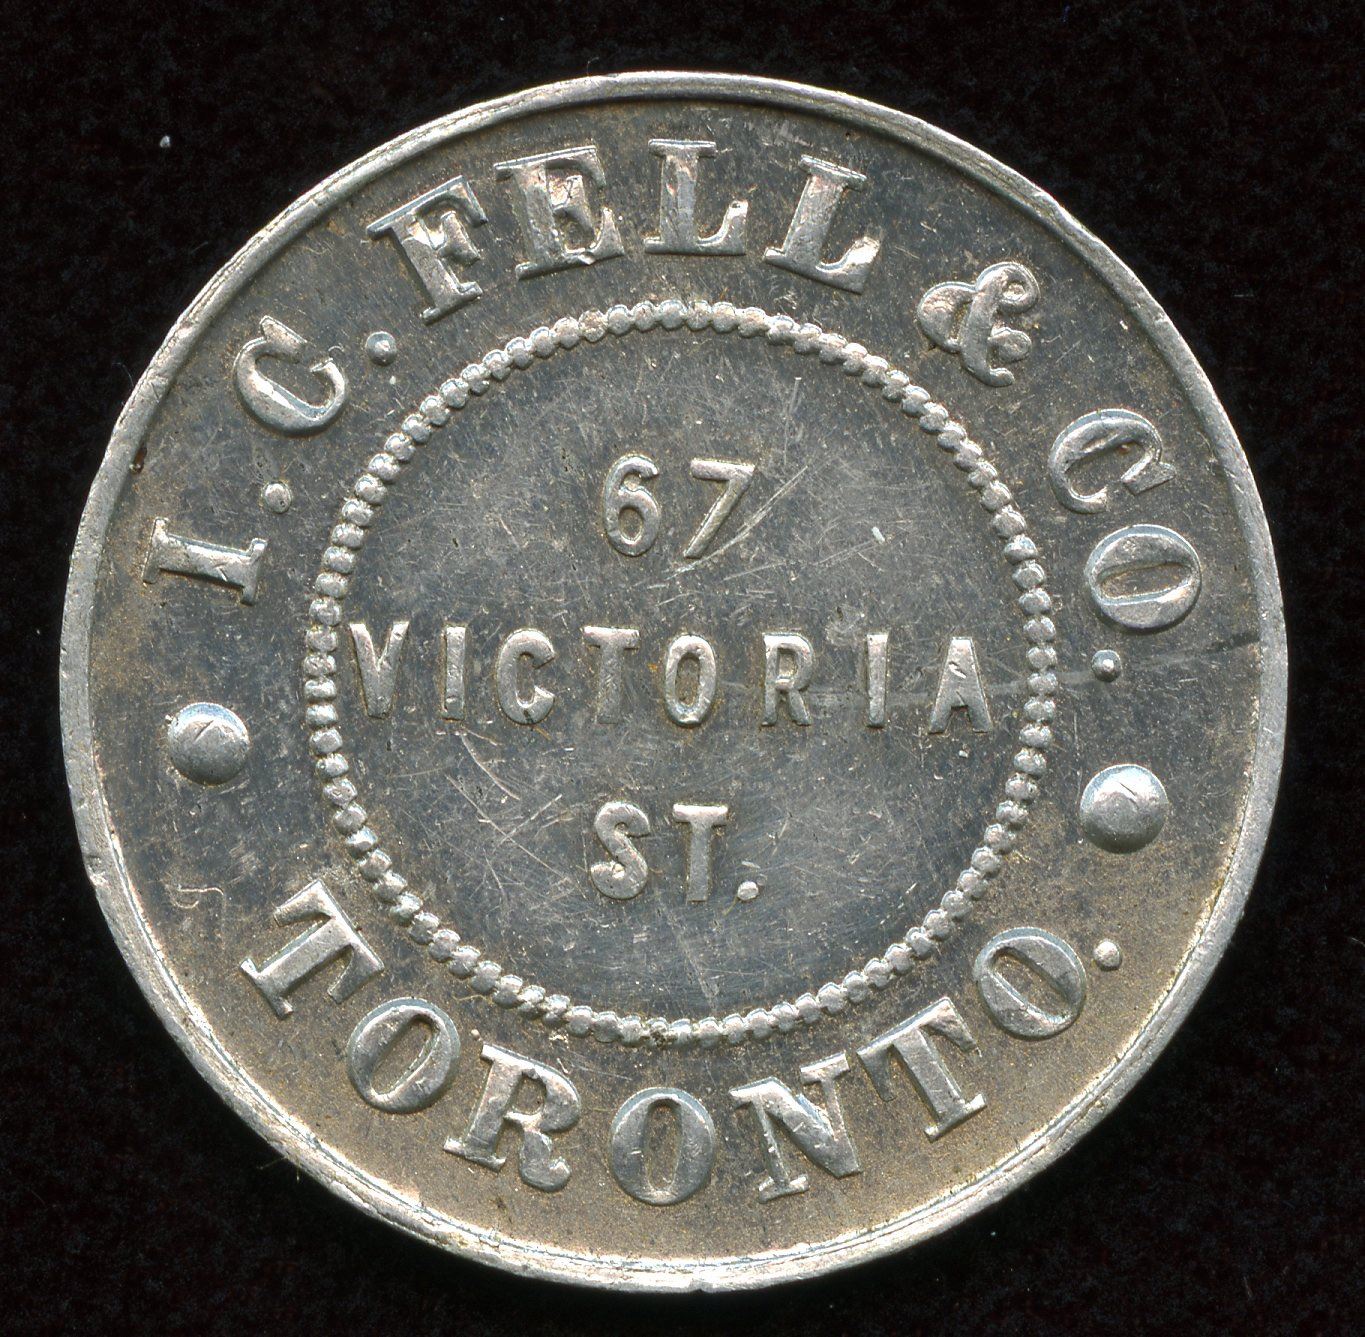 I.C.FELL & CO.
67
VICTORIA
ST.
TORONTO.